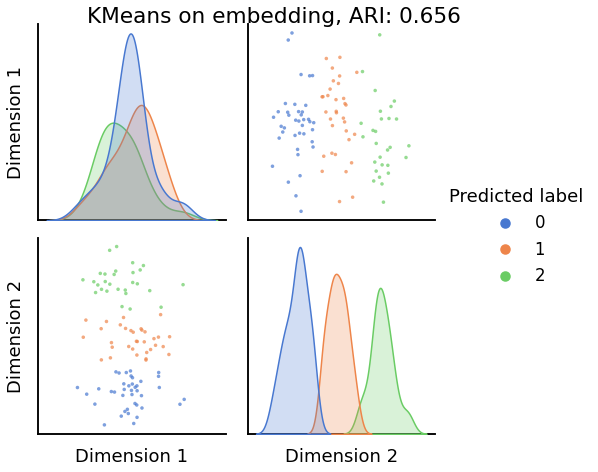 KMeans on embedding, ARI: 0.656
Dimension 1
Predicted label
0
1
2
Dimension 2
Dimension 1
Dimension 2